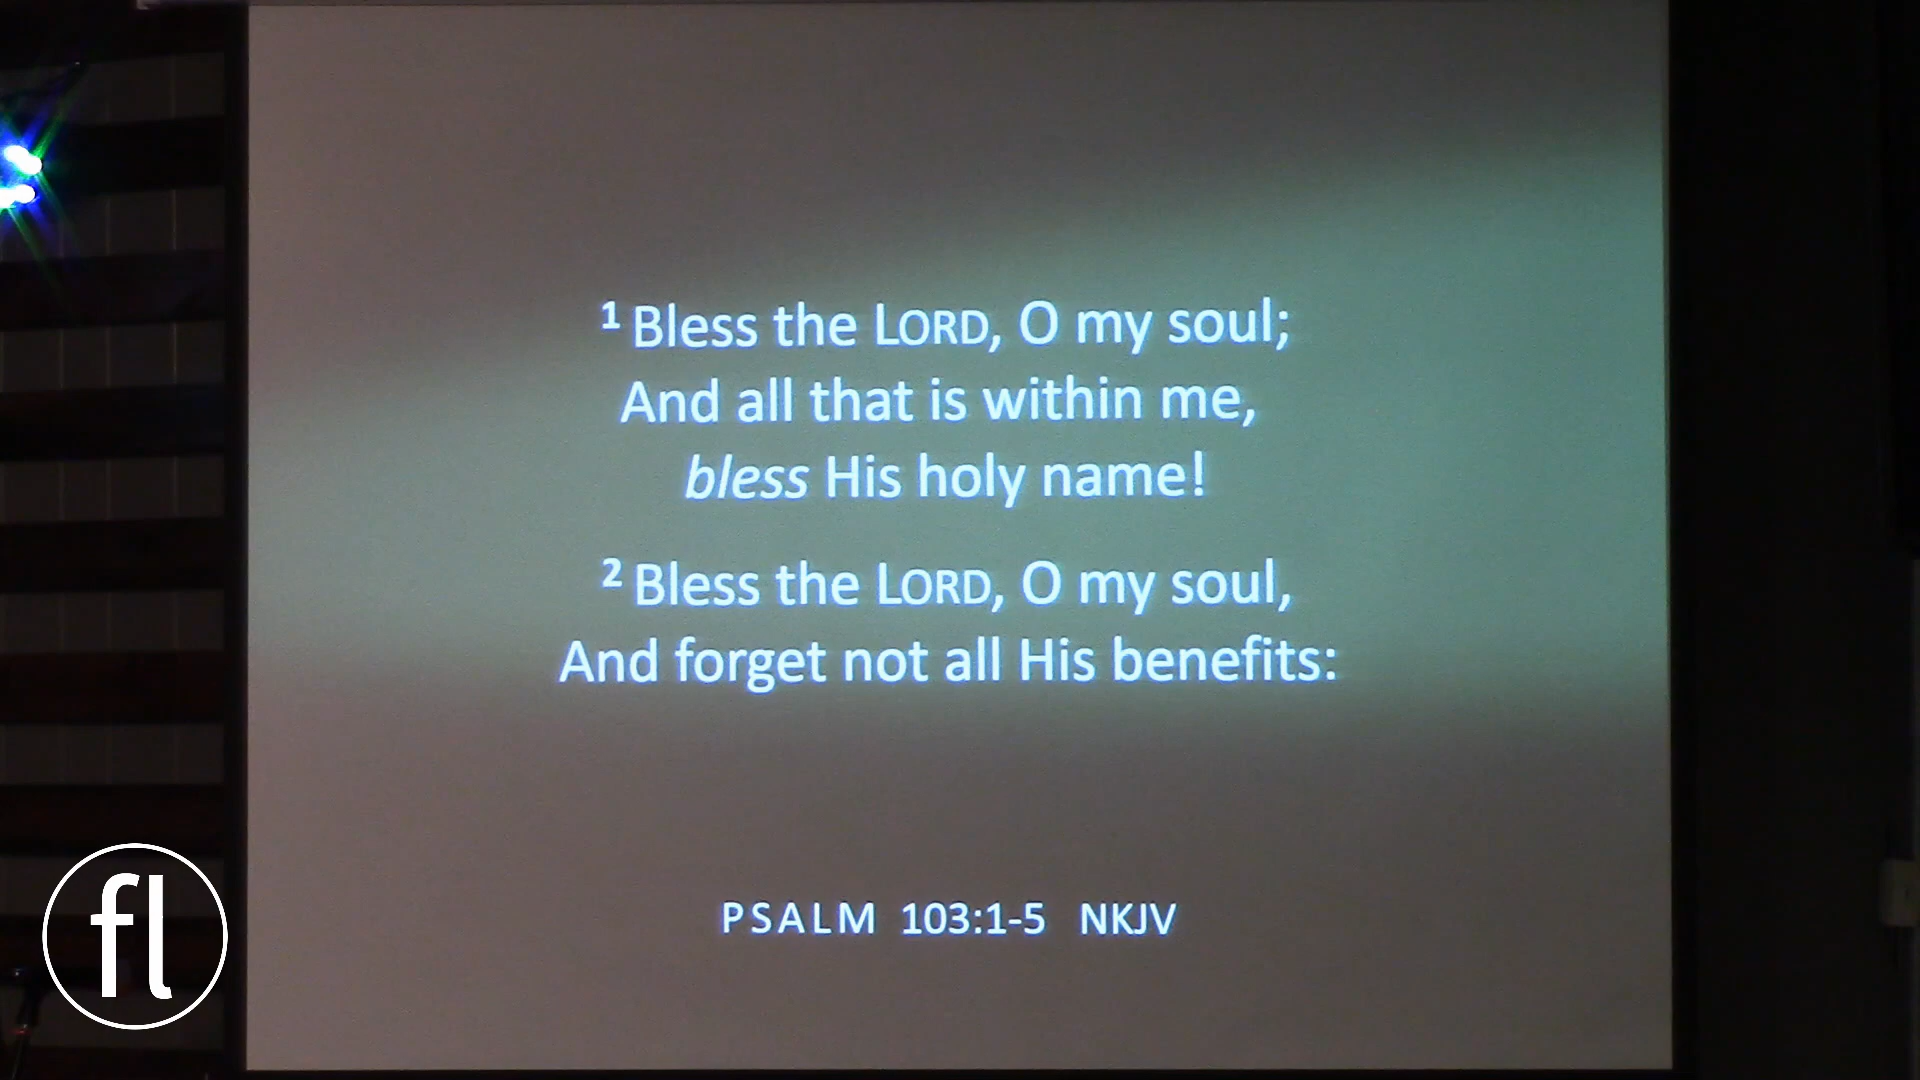 1 Bless the LORD, O my soul;
And all that is within me,
bless His holy name!
2 Bless the LORD, O my soul,
And forget not all His benefits:
PSALM 103:1-5 NKJV
fl